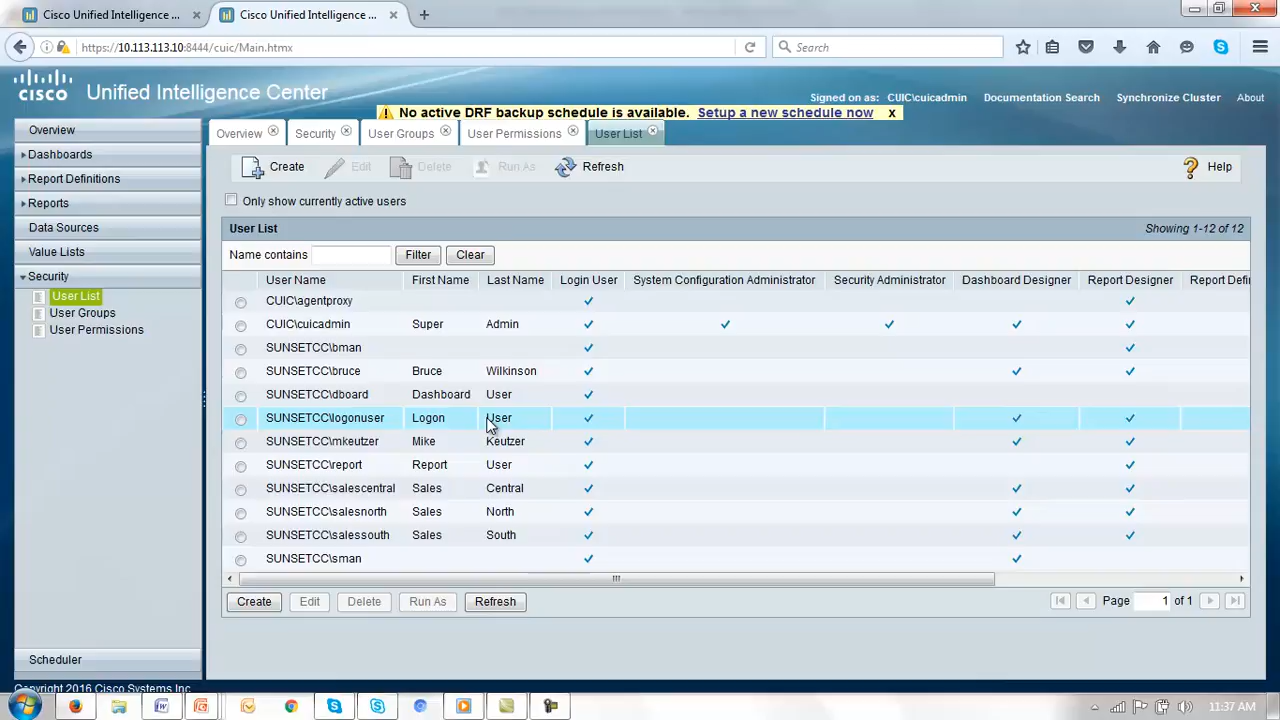 Cisco Unified Intelligence ... × Cisco Unified Intelligence ... × +
https://10.113.113.10:8444/cuic/Main.htmx Search
CISCO Unified Intelligence Center
No active DRF backup schedule is available. Setup a new schedule now x
Signed on as: CUIC\cuicadmin Documentation Search Synchronize Cluster About
Overview Security User Groups User Permissions User List
Create Edit Delete Run As Refresh Help
Only show currently active users
Overview
Dashboards
Report Definitions
Reports
Data Sources
Value Lists
Security
User List
User Groups
User Permissions
Scheduler
Copyright 2016 Cisco Systems Inc
User List Showing 1-12 of 12
Name contains Filter Clear
User Name First Name Last Name Login User System Configuration Administrator Security Administrator Dashboard Designer Report Designer Report Defi
CUIC\agentproxy
CUIC\cuicadmin Super Admin
SUNSETCC\bman
SUNSETCC\bruce Bruce Wilkinson
SUNSETCC\dboard Dashboard User
SUNSETCC\logonuser Logon User
SUNSETCC\mkeutzer Mike Keutzer
SUNSETCC\report Report User
SUNSETCC\salescentral Sales Central
SUNSETCC\salesnorth Sales North
SUNSETCC\salessouth Sales South
SUNSETCC\sman
Create Edit Delete Run As Refresh Page 1 of 1
11:37 AM